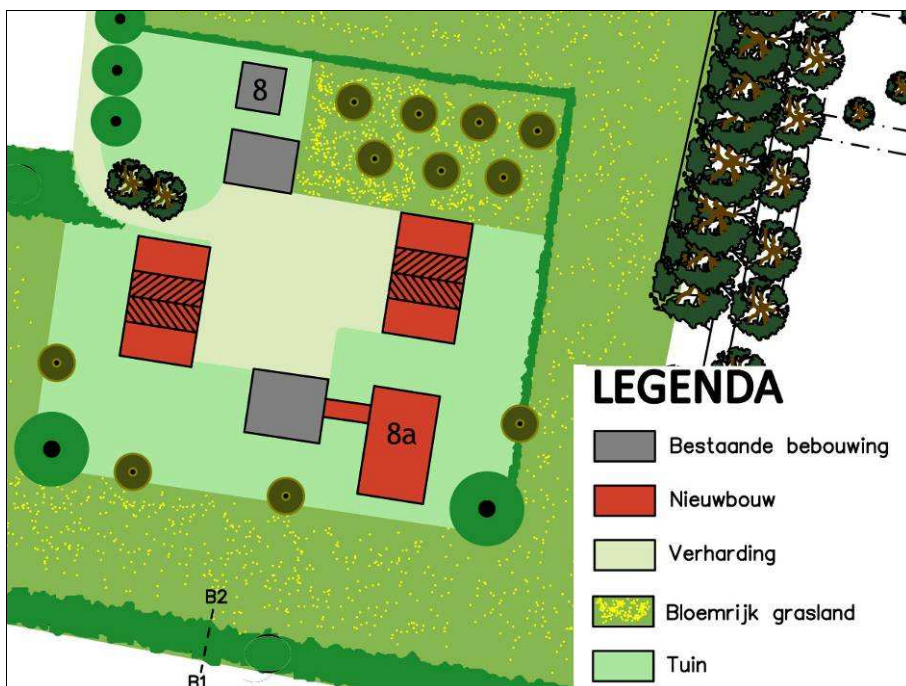 8
8a
B2
B1
LEGENDA
Bestaande bebouwing
Nieuwbouw
Verharding
Bloemrijk grasland
Tuin